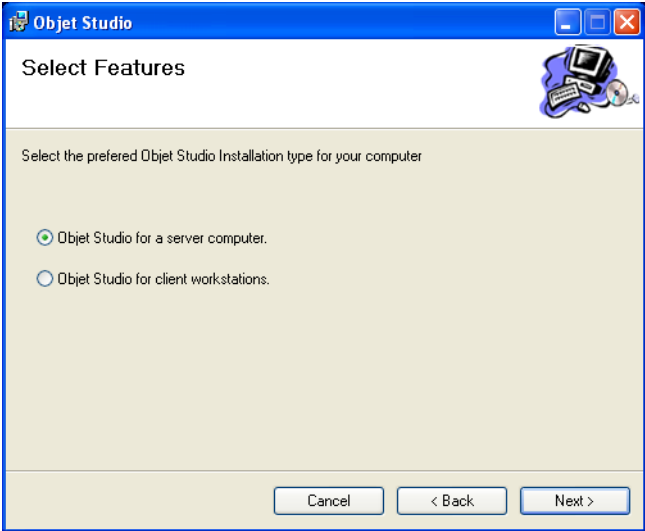 Objet Studio
Select Features
Select the prefered Objet Studio Installation type for your computer
Objet Studio for a server computer.
Objet Studio for client workstations.
Cancel < Back Next >